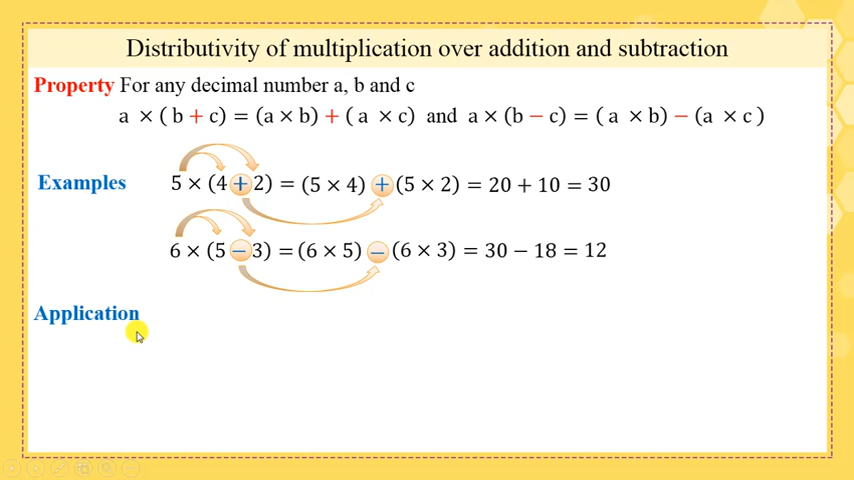 Distributivity of multiplication over addition and subtraction
Property For any decimal number a, b and c
a × ( b + c) = (a × b) + ( a × c) and a × (b − c) = ( a × b) − (a × c )
Examples 5 × (4 + 2) = (5 × 4) + (5 × 2) = 20 + 10 = 30
6 × (5 − 3) = (6 × 5) − (6 × 3) = 30 − 18 = 12
Application